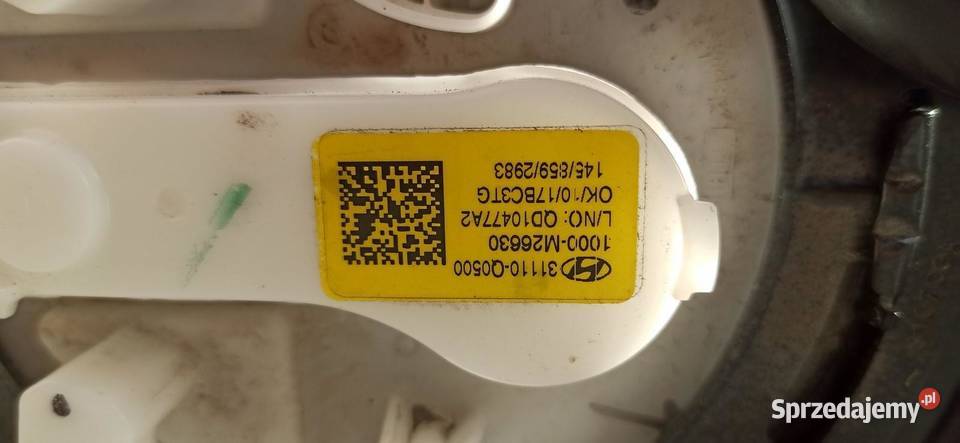 31110-Q0500
1000-M26630
L/NO: QD10477A2
OK/10/17BC3TG
145/859/2983
Sprzedajemy.pl